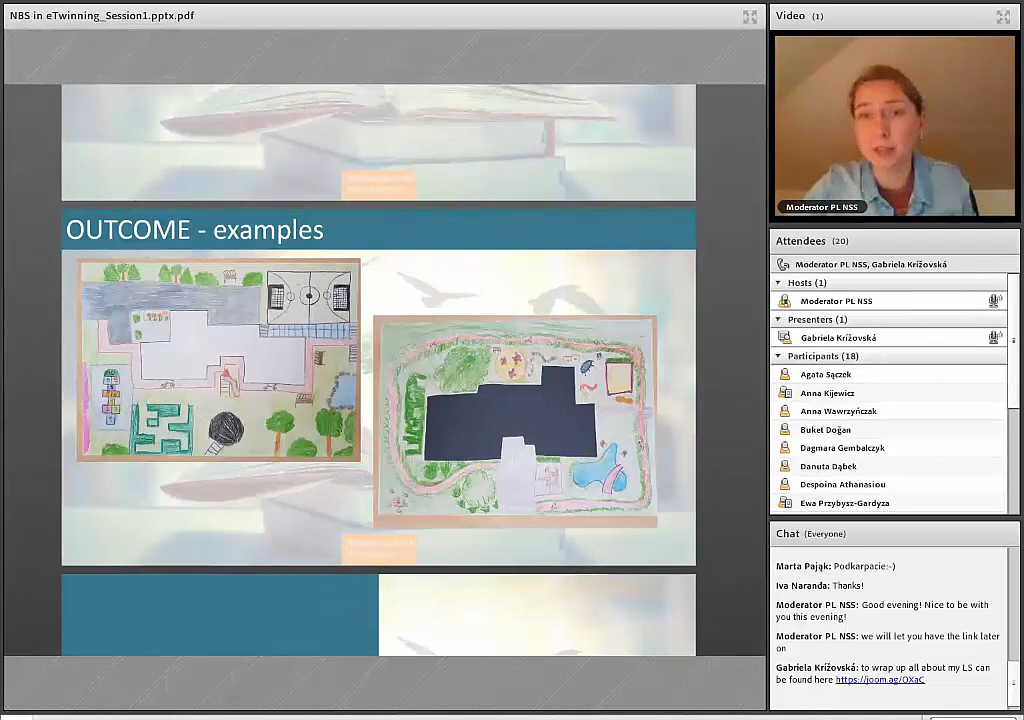 NBS in eTwinning_Session1.pptx.pdf
OUTCOME - examples
Video (1)
Moderator PL NSS
Attendees (20)
Moderator PL NSS, Gabriela Krížovská
Hosts (1)
Moderator PL NSS
Presenters (1)
Gabriela Krížovská
Participants (18)
Agata Sączek
Anna Kijewicz
Anna Wawrzyńczak
Buket Doğan
Dagmara Gembalczyk
Danuta Dąbek
Despoina Athanasiou
Ewa Przybysz-Gardyza
Chat (Everyone)
Marta Pająk: Podkarpacie:-)
Iva Naranda: Thanks!
Moderator PL NSS: Good evening! Nice to be with
you this evening!
Moderator PL NSS: we will let you have the link later
on
Gabriela Krížovská: to wrap up all about my LS can
be found here https://joom.ag/OXaC